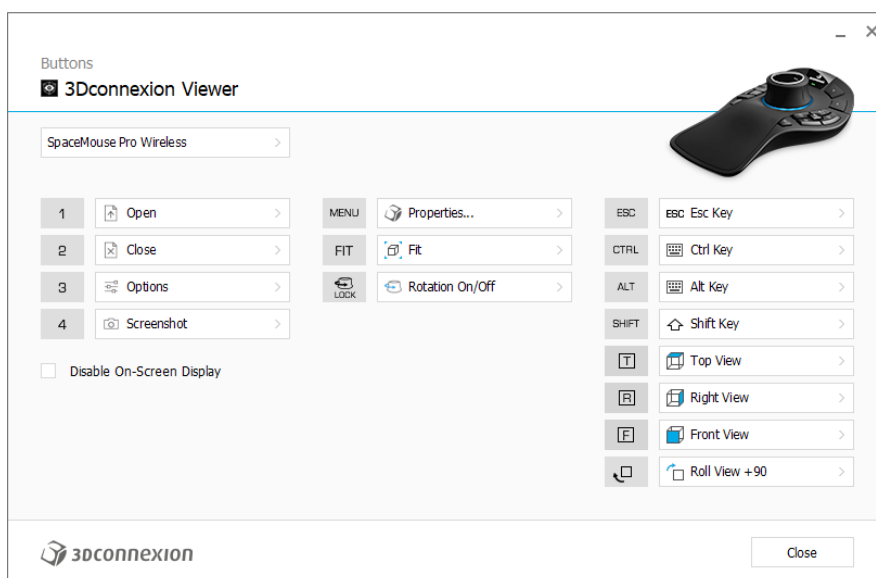 Buttons
3Dconnexion Viewer
SpaceMouse Pro Wireless
1 Open
2 Close
3 Options
4 Screenshot
Disable On-Screen Display
MENU Properties...
FIT Fit
LOCK Rotation On/Off
ESC ESC Esc Key
CTRL Ctrl Key
ALT Alt Key
SHIFT Shift Key
T Top View
R Right View
F Front View
Roll View +90
3Dconnexion
Close